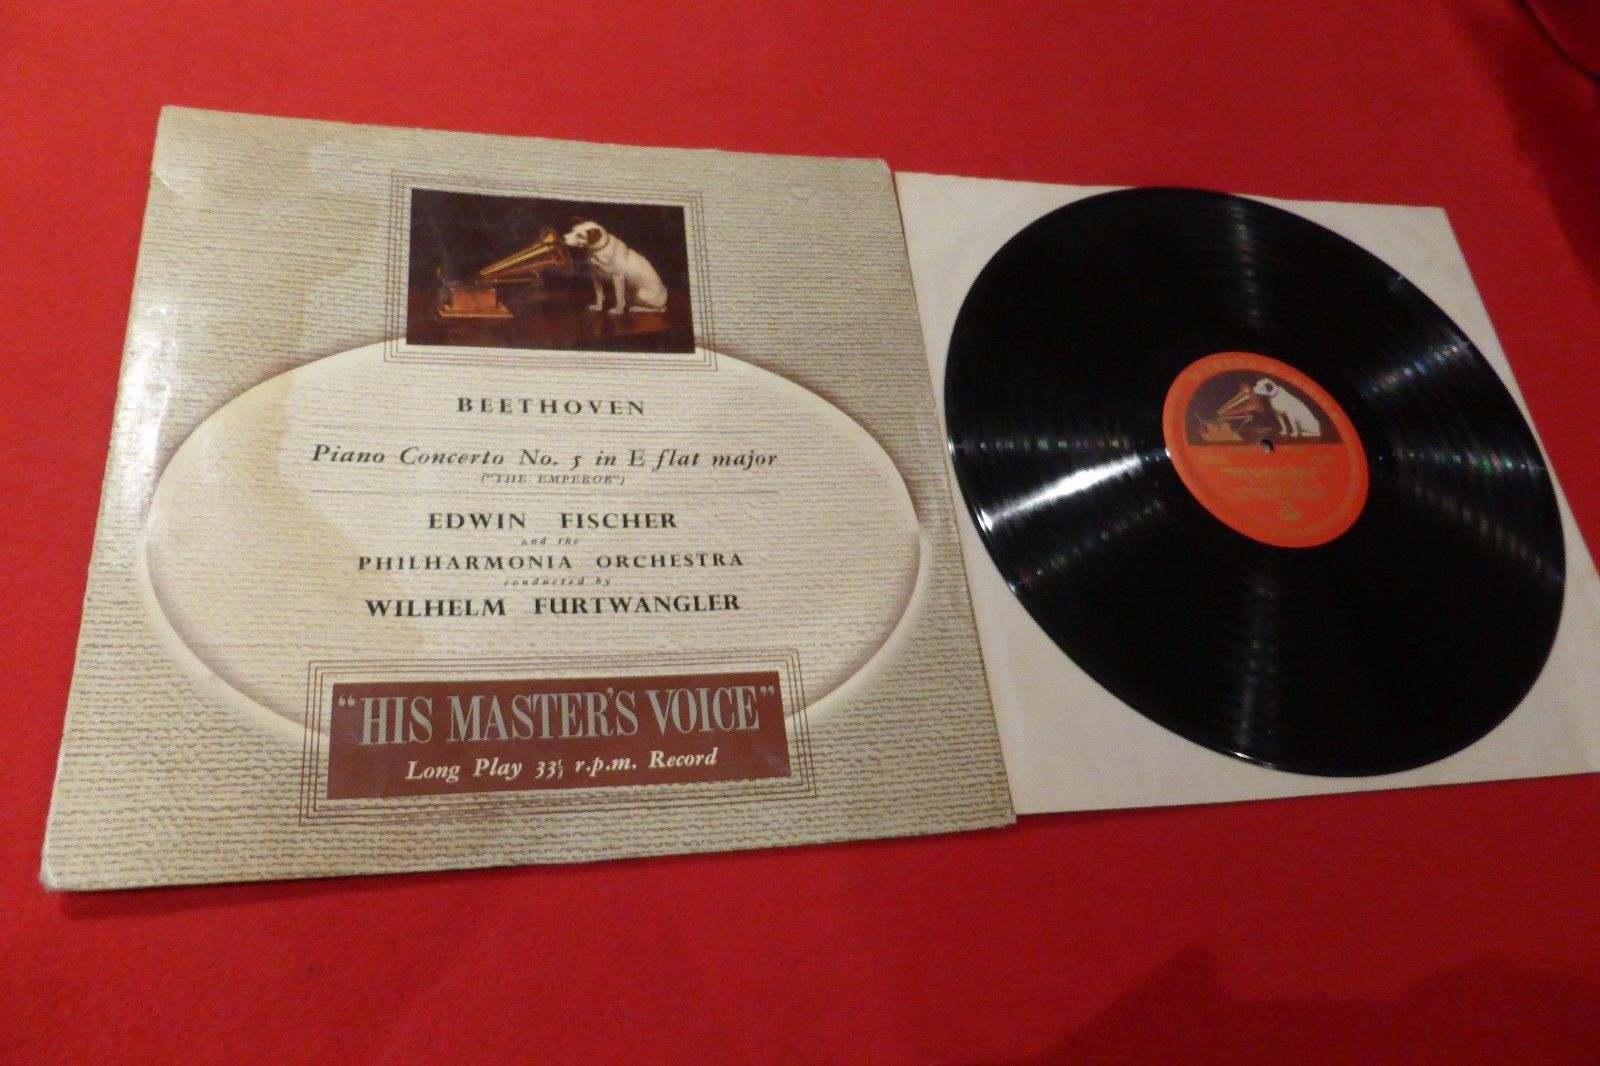 BEETHOVEN
Piano Concerto No. 5 in E flat major
("THE EMPEROR")
EDWIN FISCHER
and the
PHILHARMONIA ORCHESTRA
conducted by
WILHELM FURTWANGLER
"HIS MASTER'S VOICE"
Long Play 33⅓ r.p.m. Record